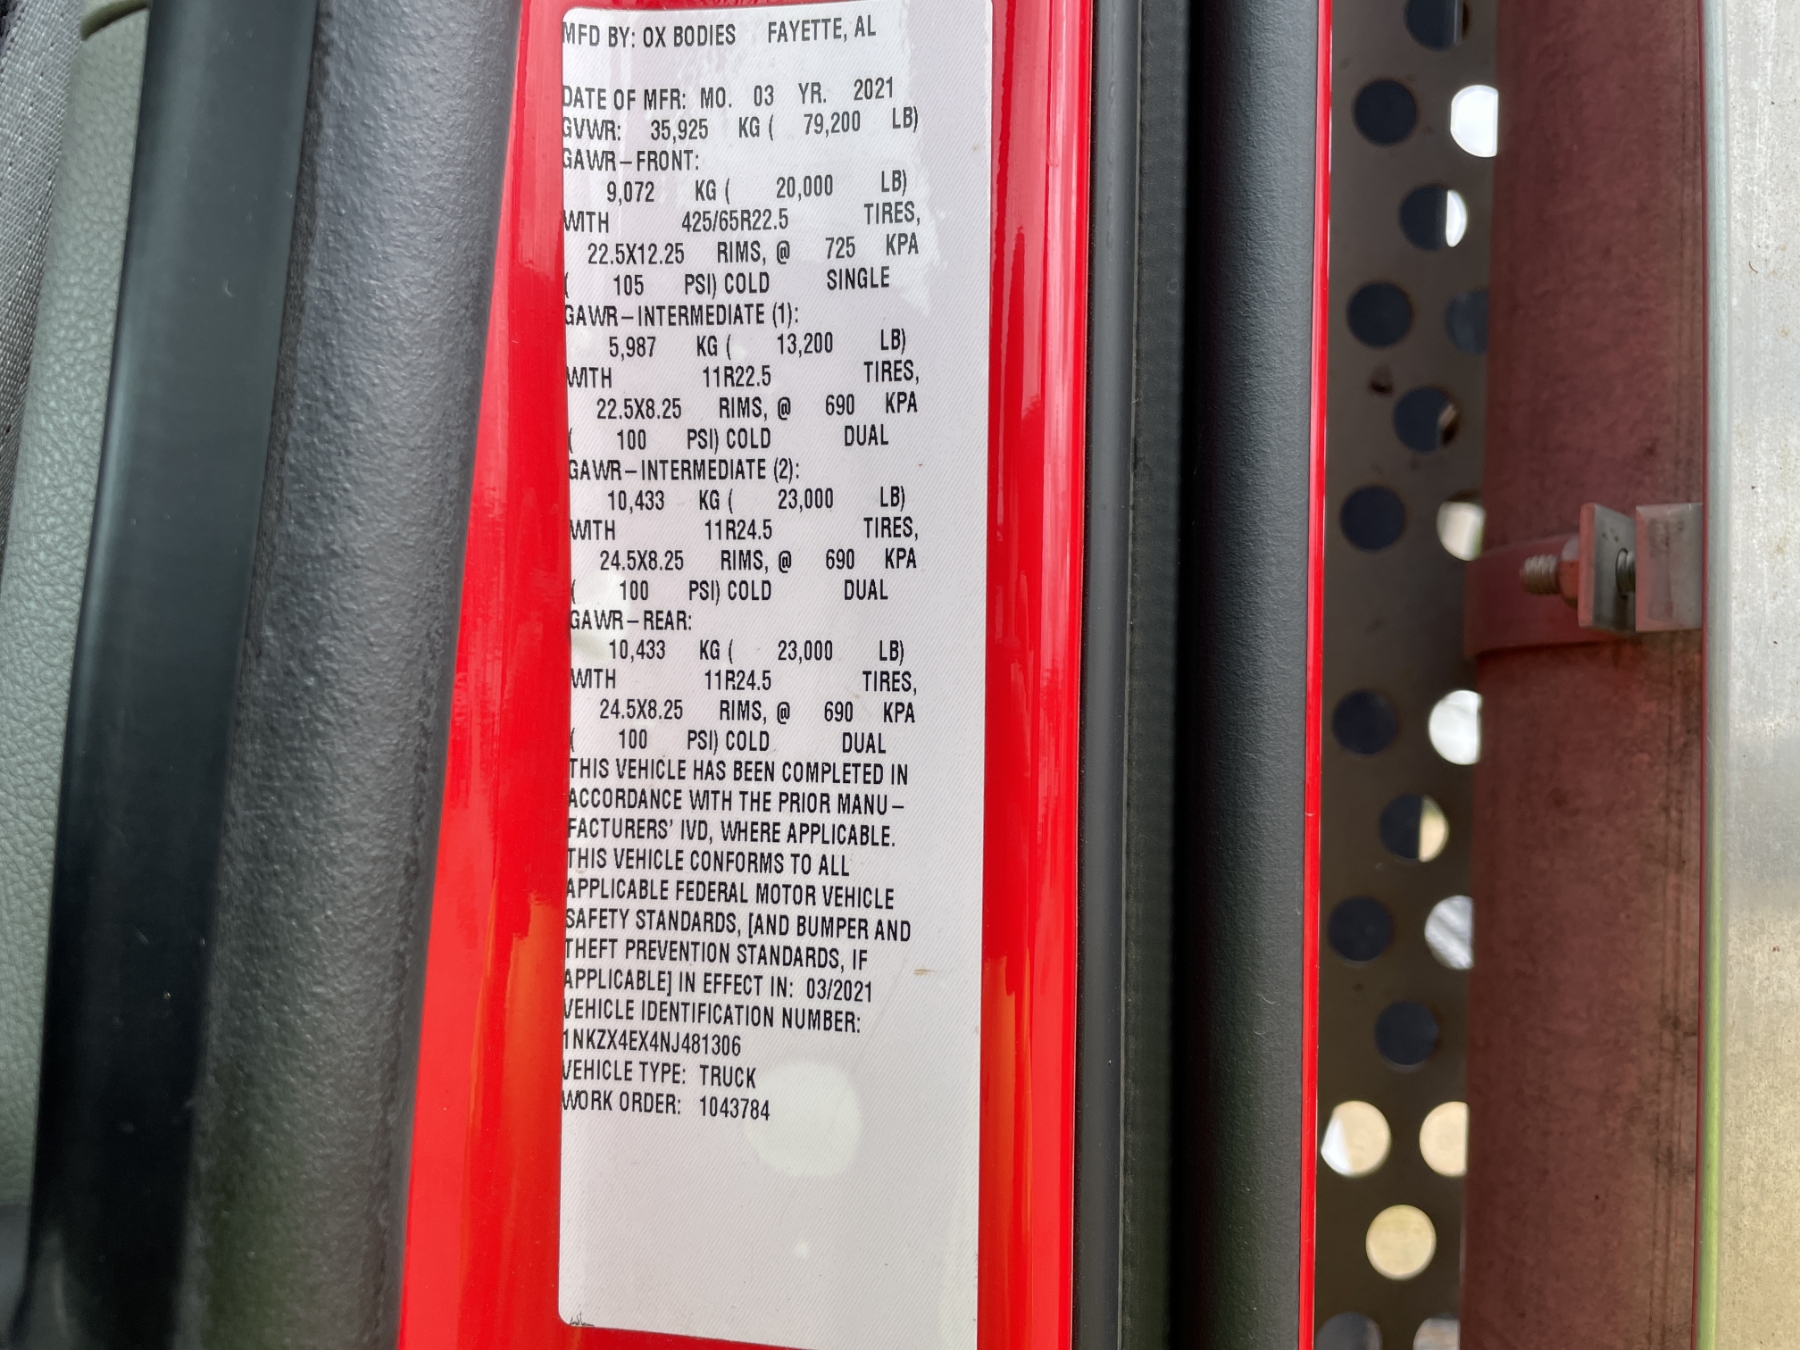 MFD BY: OX BODIES FAYETTE, AL
DATE OF MFR: MO. 03 YR. 2021
GVWR: 35,925 KG ( 79,200 LB)
GAWR-FRONT:
9,072 KG ( 20,000 LB)
WITH 425/65R22.5 TIRES,
22.5X12.25 RIMS, @ 725 KPA
( 105 PSI) COLD SINGLE
GAWR-INTERMEDIATE (1):
5,987 KG ( 13,200 LB)
WITH 11R22.5 TIRES,
22.5X8.25 RIMS, @ 690 KPA
( 100 PSI) COLD DUAL
GAWR-INTERMEDIATE (2):
10,433 KG ( 23,000 LB)
WITH 11R24.5 TIRES,
24.5X8.25 RIMS, @ 690 KPA
( 100 PSI) COLD DUAL
GAWR-REAR:
10,433 KG ( 23,000 LB)
WITH 11R24.5 TIRES,
24.5X8.25 RIMS, @ 690 KPA
( 100 PSI) COLD DUAL
THIS VEHICLE HAS BEEN COMPLETED IN
ACCORDANCE WITH THE PRIOR MANU-
FACTURERS' IVD, WHERE APPLICABLE.
THIS VEHICLE CONFORMS TO ALL
APPLICABLE FEDERAL MOTOR VEHICLE
SAFETY STANDARDS, [AND BUMPER AND
THEFT PREVENTION STANDARDS, IF
APPLICABLE] IN EFFECT IN: 03/2021
VEHICLE IDENTIFICATION NUMBER:
1NKZX4EX4NJ481306
VEHICLE TYPE: TRUCK
WORK ORDER: 1043784